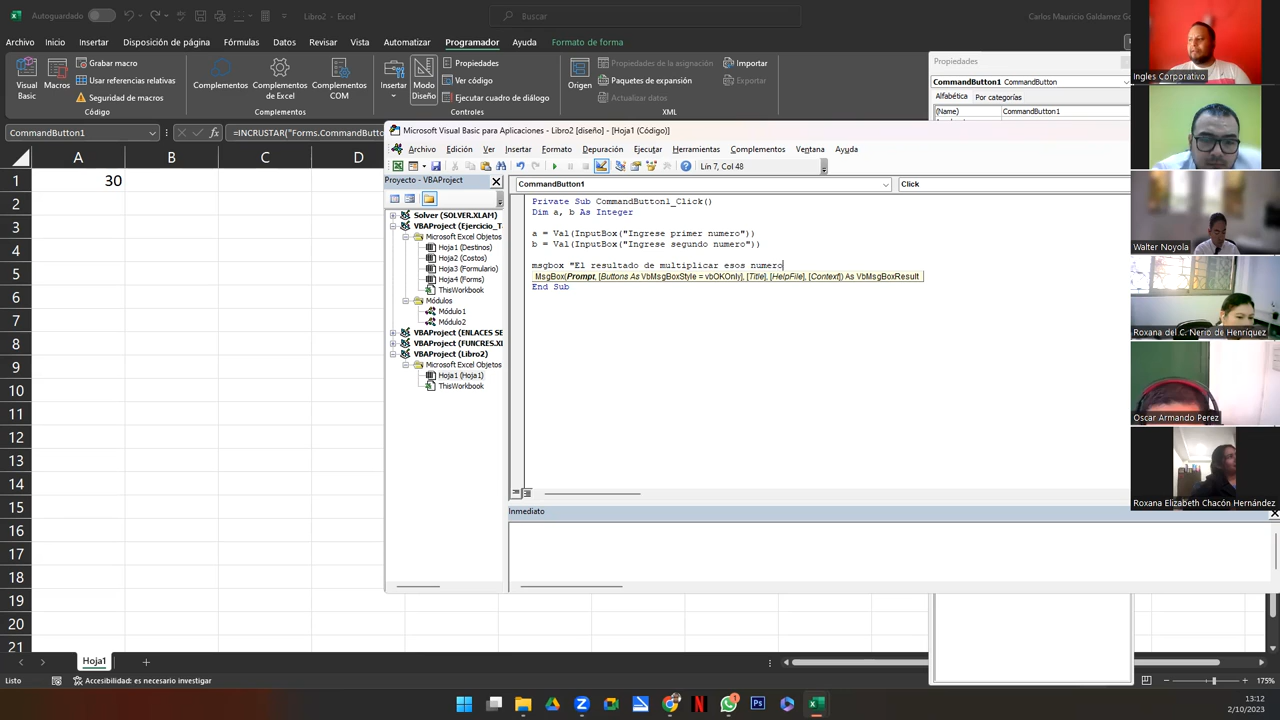 Autoguardado
Libro2 - Excel
Buscar
Carlos Mauricio Galdamez
Archivo Inicio Insertar Disposición de página Fórmulas Datos Revisar Vista Automatizar Programador Ayuda Formato de forma
Visual Basic
Macros
Grabar macro
Usar referencias relativas
Seguridad de macros
Código
Complementos
Complementos de Excel
Complementos COM
Complementos
Insertar
Modo Diseño
Propiedades
Ver código
Ejecutar cuadro de diálogo
Controles
Origen
Propiedades de la asignación
Paquetes de expansión
Actualizar datos
Importar
Exportar
XML
Propiedades
CommandButton1 CommandButton
Alfabética Por categorías
(Name) CommandButton1
CommandButton1
=INCRUSTAR("Forms.CommandButto
A B C D
1 30
2
3
4
5
6
7
8
9
10
11
12
13
14
15
16
17
18
19
20
21
Microsoft Visual Basic para Aplicaciones - Libro2 [diseño] - [Hoja1 (Código)]
Archivo Edición Ver Insertar Formato Depuración Ejecutar Herramientas Complementos Ventana Ayuda
Lín 7, Col 48
Proyecto - VBAProject
Solver (SOLVER.XLAM)
VBAProject (Ejercicio_T
Microsoft Excel Objetos
Hoja1 (Destinos)
Hoja2 (Costos)
Hoja3 (Formulario)
Hoja4 (Forms)
ThisWorkbook
Módulos
Módulo1
Módulo2
VBAProject (ENLACES SE
VBAProject (FUNCRES.XL
VBAProject (Libro2)
Microsoft Excel Objetos
Hoja1 (Hoja1)
ThisWorkbook
CommandButton1
Click
Private Sub CommandButton1_Click()
Dim a, b As Integer
a = Val(InputBox("Ingrese primer numero"))
b = Val(InputBox("Ingrese segundo numero"))
msgbox "El resultado de multiplicar esos numero
MsgBox(Prompt, [Buttons As VbMsgBoxStyle = vbOKOnly], [Title], [HelpFile], [Context]) As VbMsgBoxResult
End Sub
Inmediato
Ingles Corporativo
Walter Noyola
Roxana del C. Nerio de Henríquez
Oscar Armando Perez
Roxana Elizabeth Chacón Hernández
Hoja1
Listo
Accesibilidad: es necesario investigar
175%
13:12
2/10/2023